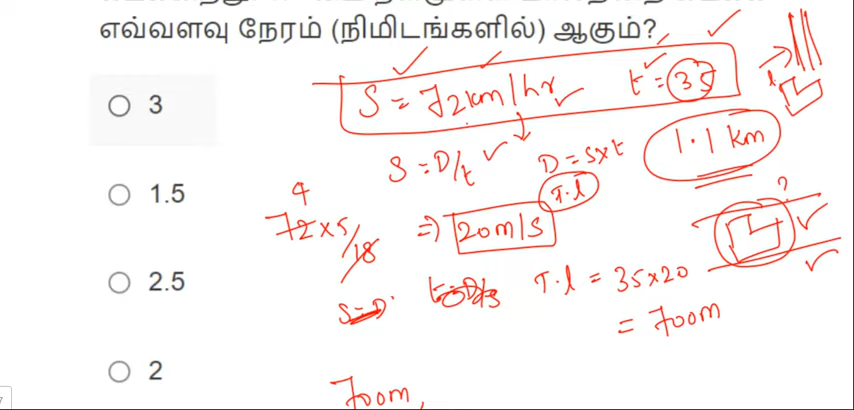 எவ்வளவு நேரம் (நிமிடங்களில்) ஆகும்?
S = 72km/hr
t = 35
3
S = D/t
D = s×t
1.1 km
T.l
1.5
4
72×5/18
⇒ 20m/s
?
2.5
S=D
T.l = 35×20
= 700m
2
700m,